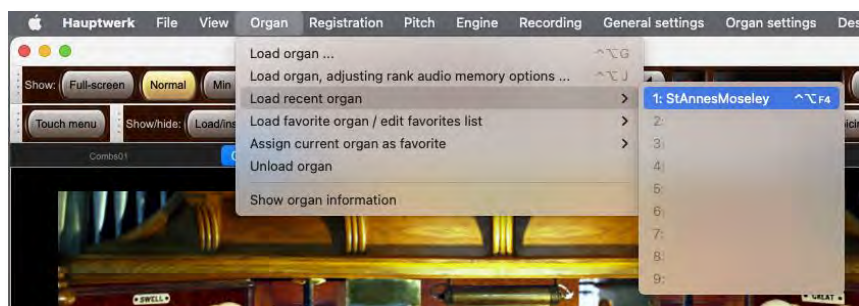 Hauptwerk File View Organ Registration Pitch Engine Recording General settings Organ settings Des
Load organ ... ^⌥G
Load organ, adjusting rank audio memory options ... ^⌥J
Load recent organ >
Load favorite organ / edit favorites list >
Assign current organ as favorite >
Unload organ
Show organ information
1: StAnnesMoseley ^⌥F4
2:
3:
4:
5:
6:
7:
8:
9:
Show: Full-screen Normal Min
Touch menu Show/hide: Load/ins
Combs01
SWELL
GREAT